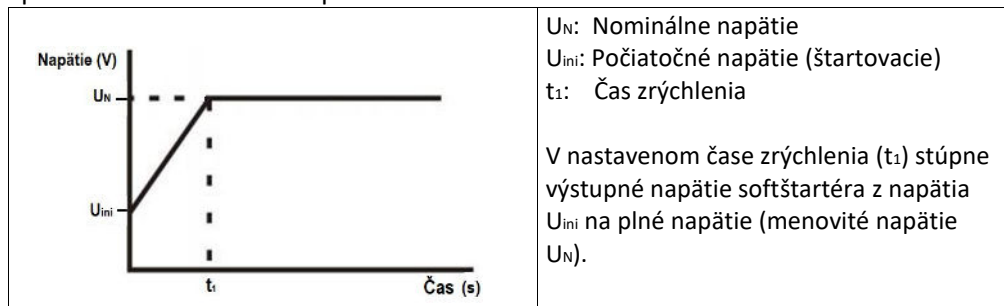 Napätie (V)
UN
Uini
t1
Čas (s)
UN: Nominálne napätie
Uini: Počiatočné napätie (štartovacie)
t1: Čas zrýchlenia
V nastavenom čase zrýchlenia (t1) stúpne
výstupné napätie softštartéra z napätia
Uini na plné napätie (menovité napätie
UN).